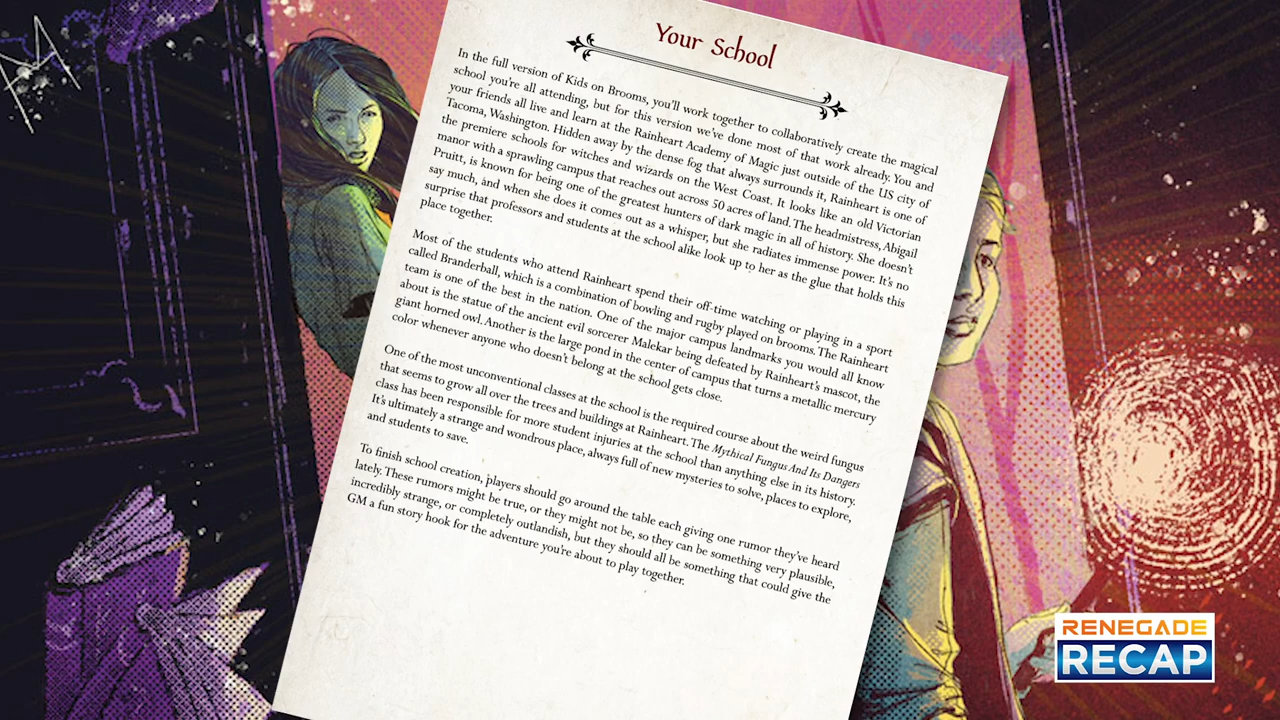 Your School
In the full version of Kids on Brooms, you'll work together to collaboratively create the magical
school you're all attending, but for this version we've done most of that work already. You and
your friends all live and learn at the Rainheart Academy of Magic just outside of the US city of
Tacoma, Washington. Hidden away by the dense fog that always surrounds it, Rainheart is one of
the premiere schools for witches and wizards on the West Coast. It looks like an old Victorian
manor with a sprawling campus that reaches out across 50 acres of land. The headmistress, Abigail
Pruitt, is known for being one of the greatest hunters of dark magic in all of history. She doesn't
say much, and when she does it comes out as a whisper, but she radiates immense power. It's no
surprise that professors and students at the school alike look up to her as the glue that holds this
place together.
Most of the students who attend Rainheart spend their off-time watching or playing in a sport
called Branderball, which is a combination of bowling and rugby played on brooms. The Rainheart
team is one of the best in the nation. One of the major campus landmarks you would all know
about is the statue of the ancient evil sorcerer Malekar being defeated by Rainheart's mascot, the
giant horned owl. Another is the large pond in the center of campus that turns a metallic mercury
color whenever anyone who doesn't belong at the school gets close.
One of the most unconventional classes at the school is the required course about the weird fungus
that seems to grow all over the trees and buildings at Rainheart. The Mythical Fungus And Its Dangers
class has been responsible for more student injuries at the school than anything else in its history.
It's ultimately a strange and wondrous place, always full of new mysteries to solve, places to explore,
and students to save.
To finish school creation, players should go around the table each giving one rumor they've heard
lately. These rumors might be true, or they might not be, so they can be something very plausible,
incredibly strange, or completely outlandish, but they should all be something that could give the
GM a fun story hook for the adventure you're about to play together.
RENEGADE
RECAP